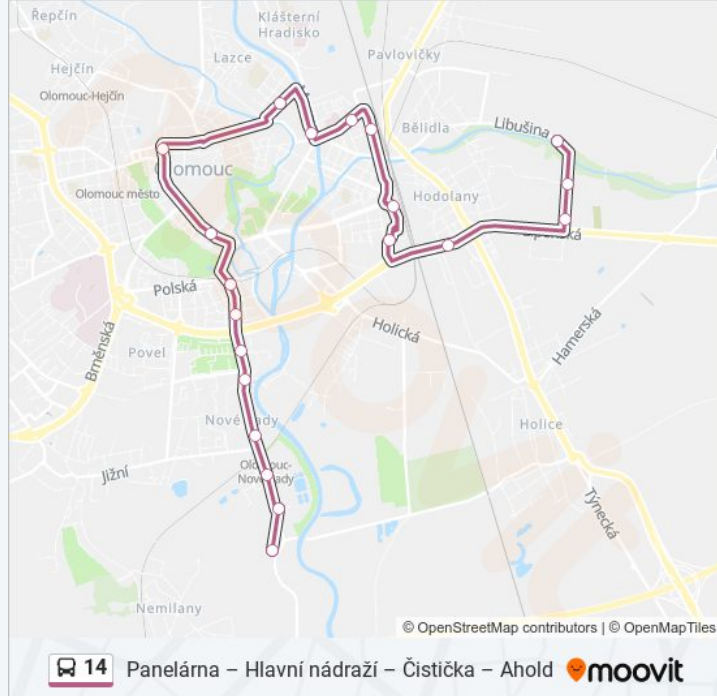 Řepčín
Klášterní
Hradisko
Lazce
Pavlovičky
Hejčín
Olomouc-Hejčín
Bělidla
Libušina
Olomouc
Olomouc město
Hodolany
Lipenská
Polská
Holická
Hamerská
Brněnská
Povel
Nové Sady
Holice
Olomouc-
Nové Sady
Jižní
Týnecká
Nemilany
© OpenStreetMap contributors | © OpenMapTiles
14 Panelárna – Hlavní nádraží – Čistička – Ahold moovit